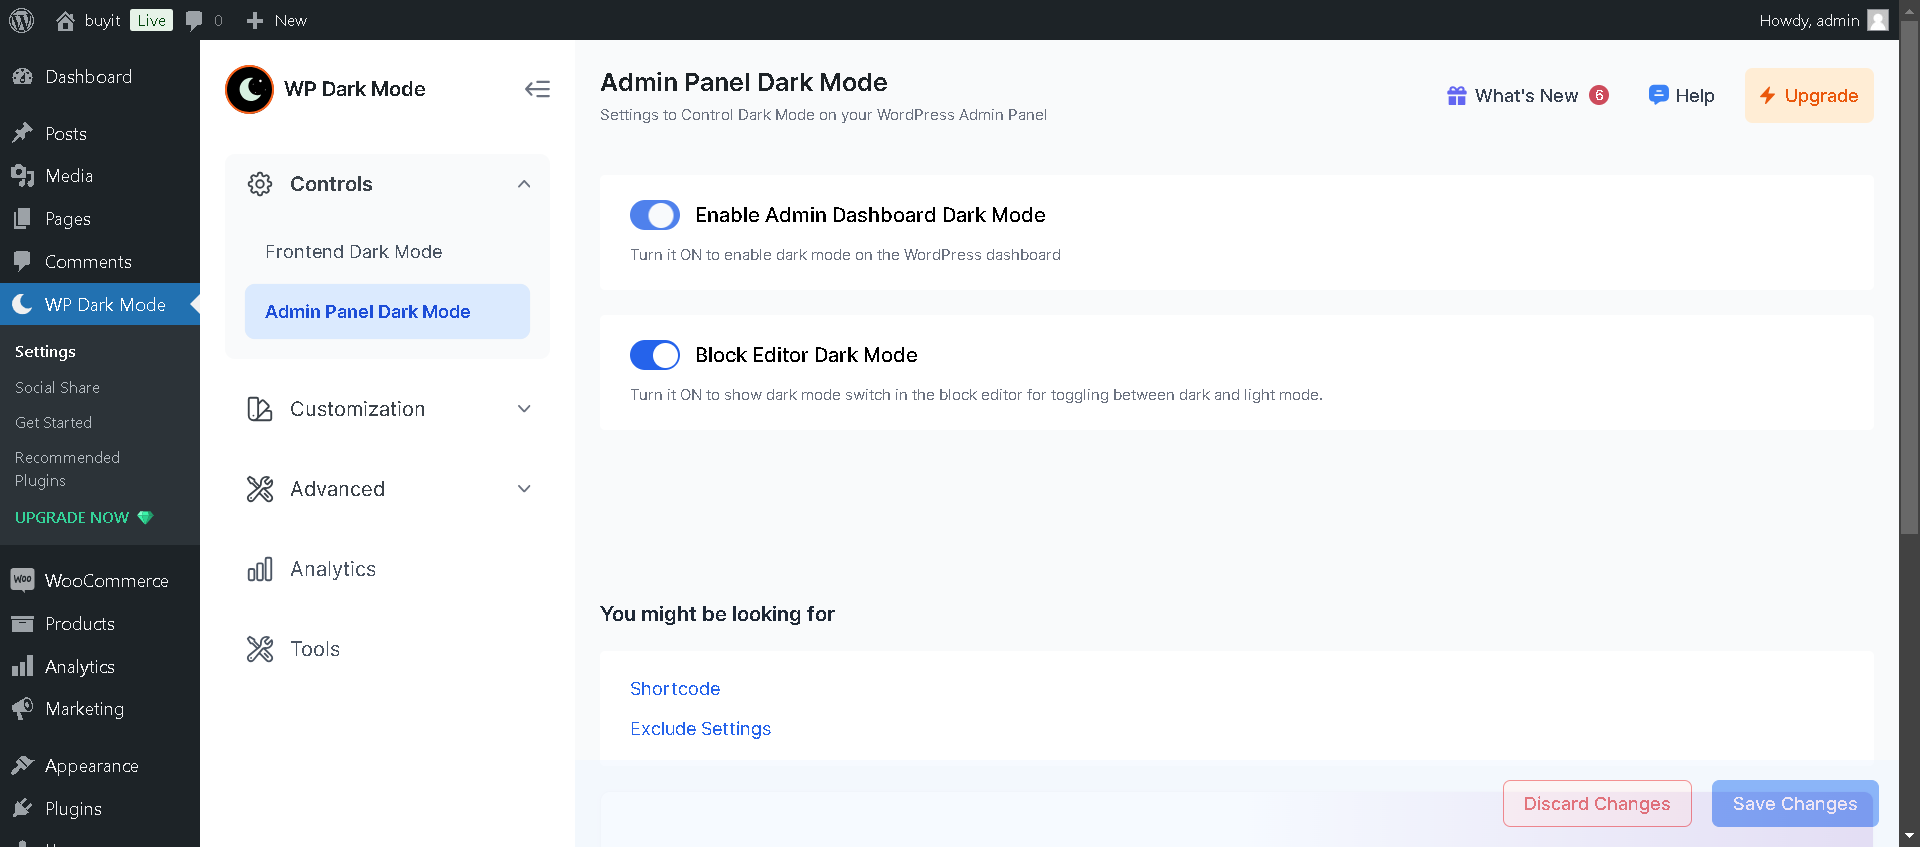 buyit Live 0 New
Howdy, admin
Dashboard
Posts
Media
Pages
Comments
WP Dark Mode
Settings
Social Share
Get Started
Recommended
Plugins
UPGRADE NOW
WooCommerce
Woo
Products
Analytics
Marketing
Appearance
Plugins
WP Dark Mode
Controls
Frontend Dark Mode
Admin Panel Dark Mode
Customization
Advanced
Analytics
Tools
Admin Panel Dark Mode
Settings to Control Dark Mode on your WordPress Admin Panel
What's New 6 Help Upgrade
Enable Admin Dashboard Dark Mode
Turn it ON to enable dark mode on the WordPress dashboard
Block Editor Dark Mode
Turn it ON to show dark mode switch in the block editor for toggling between dark and light mode.
You might be looking for
Shortcode
Exclude Settings
Discard Changes Save Changes